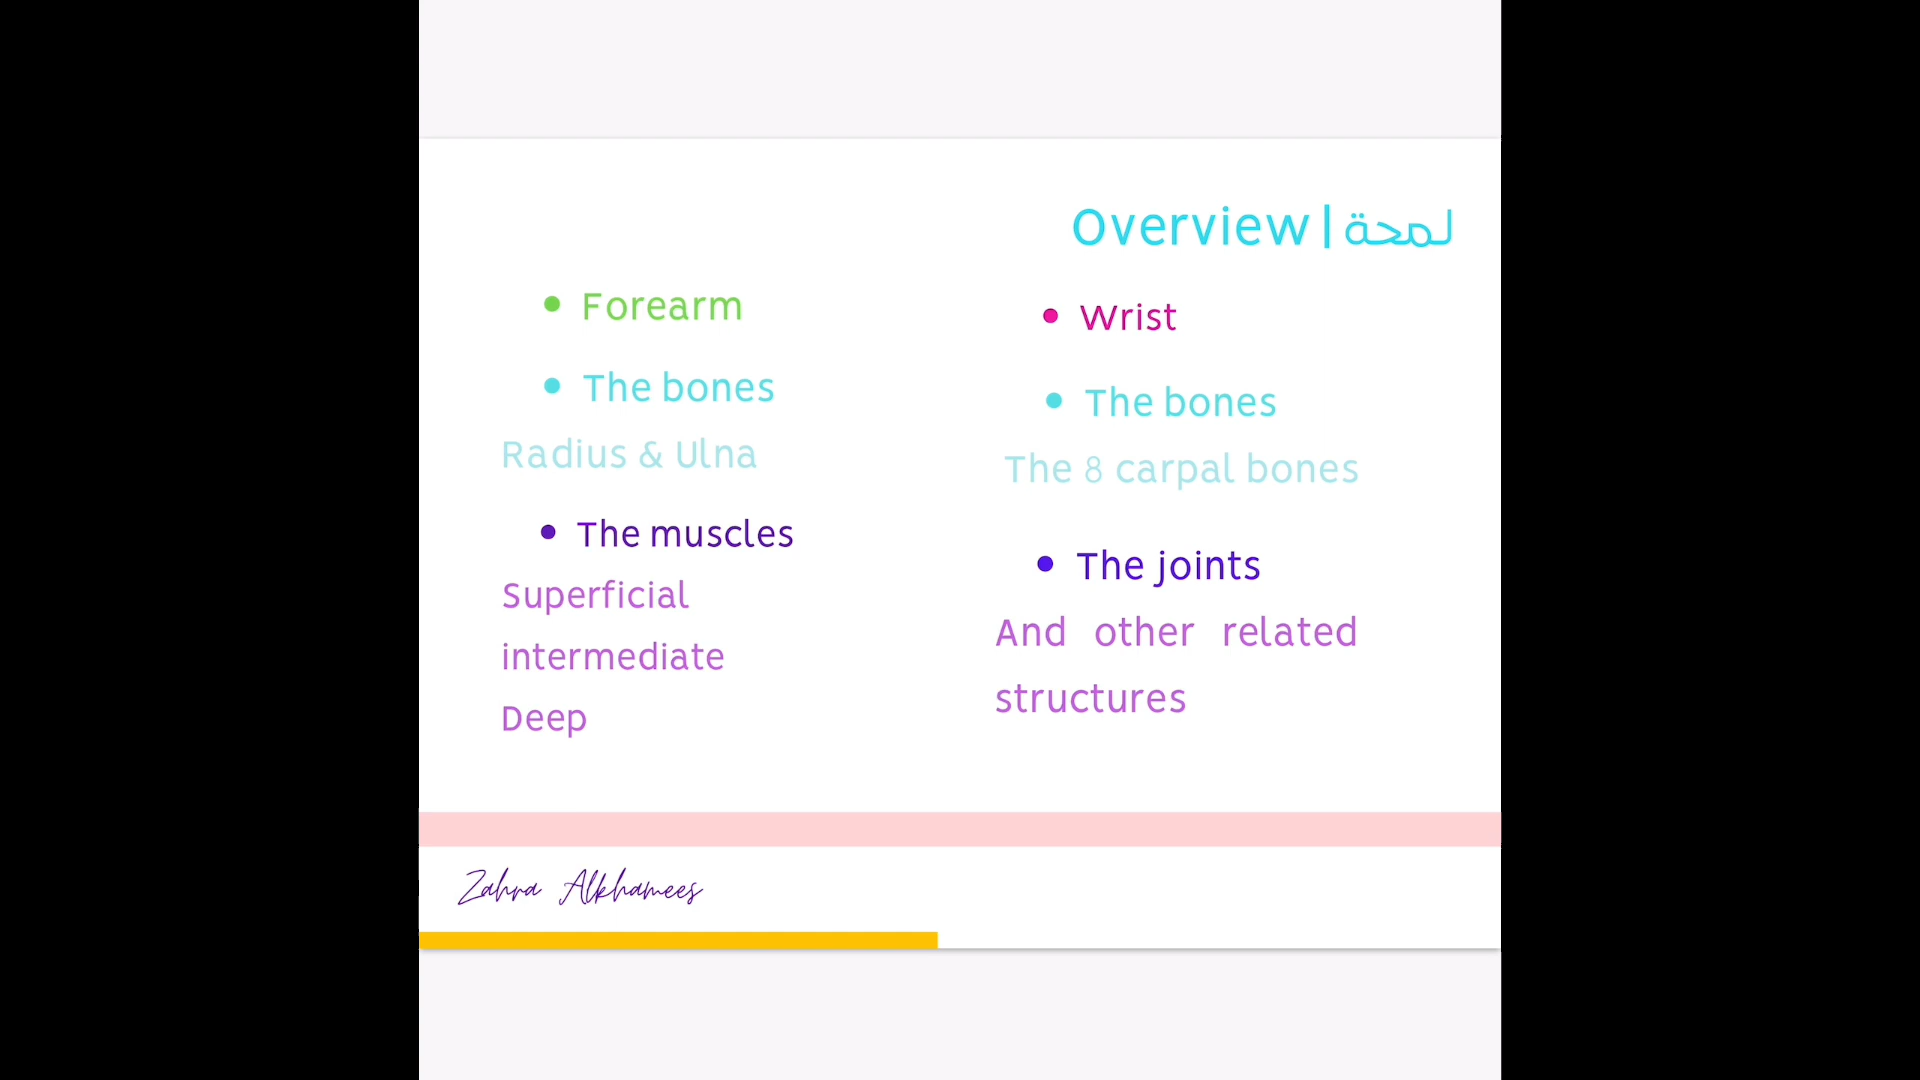 Overview | لمحة
Forearm
The bones
Radius & Ulna
The muscles
Superficial
intermediate
Deep
Wrist
The bones
The 8 carpal bones
The joints
And other related
structures
Zahra Alkhamees